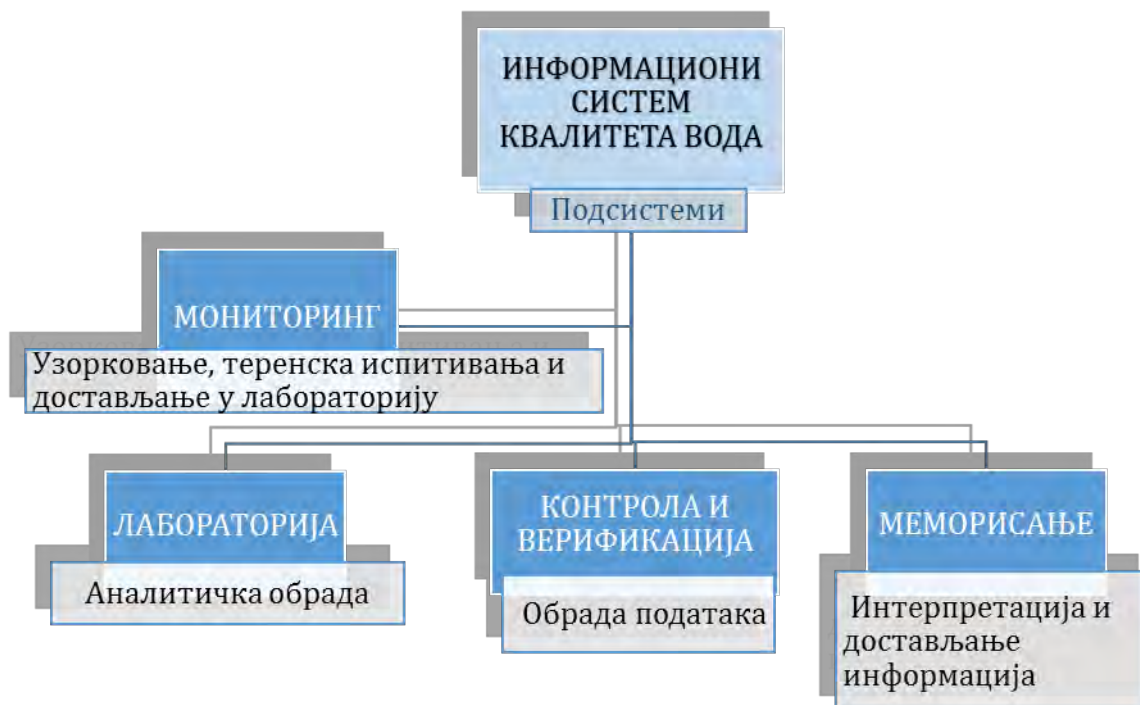 ИНФОРМАЦИОНИ
СИСТЕМ
КВАЛИТЕТА ВОДА
Подсистеми
МОНИТОРИНГ
Узорковање, теренска испитивања и
достављање у лабораторију
ЛАБОРАТОРИЈА
Аналитичка обрада
КОНТРОЛА И
ВЕРИФИКАЦИЈА
Обрада података
МЕМОРИСАЊЕ
Интерпретација и
достављање
информација